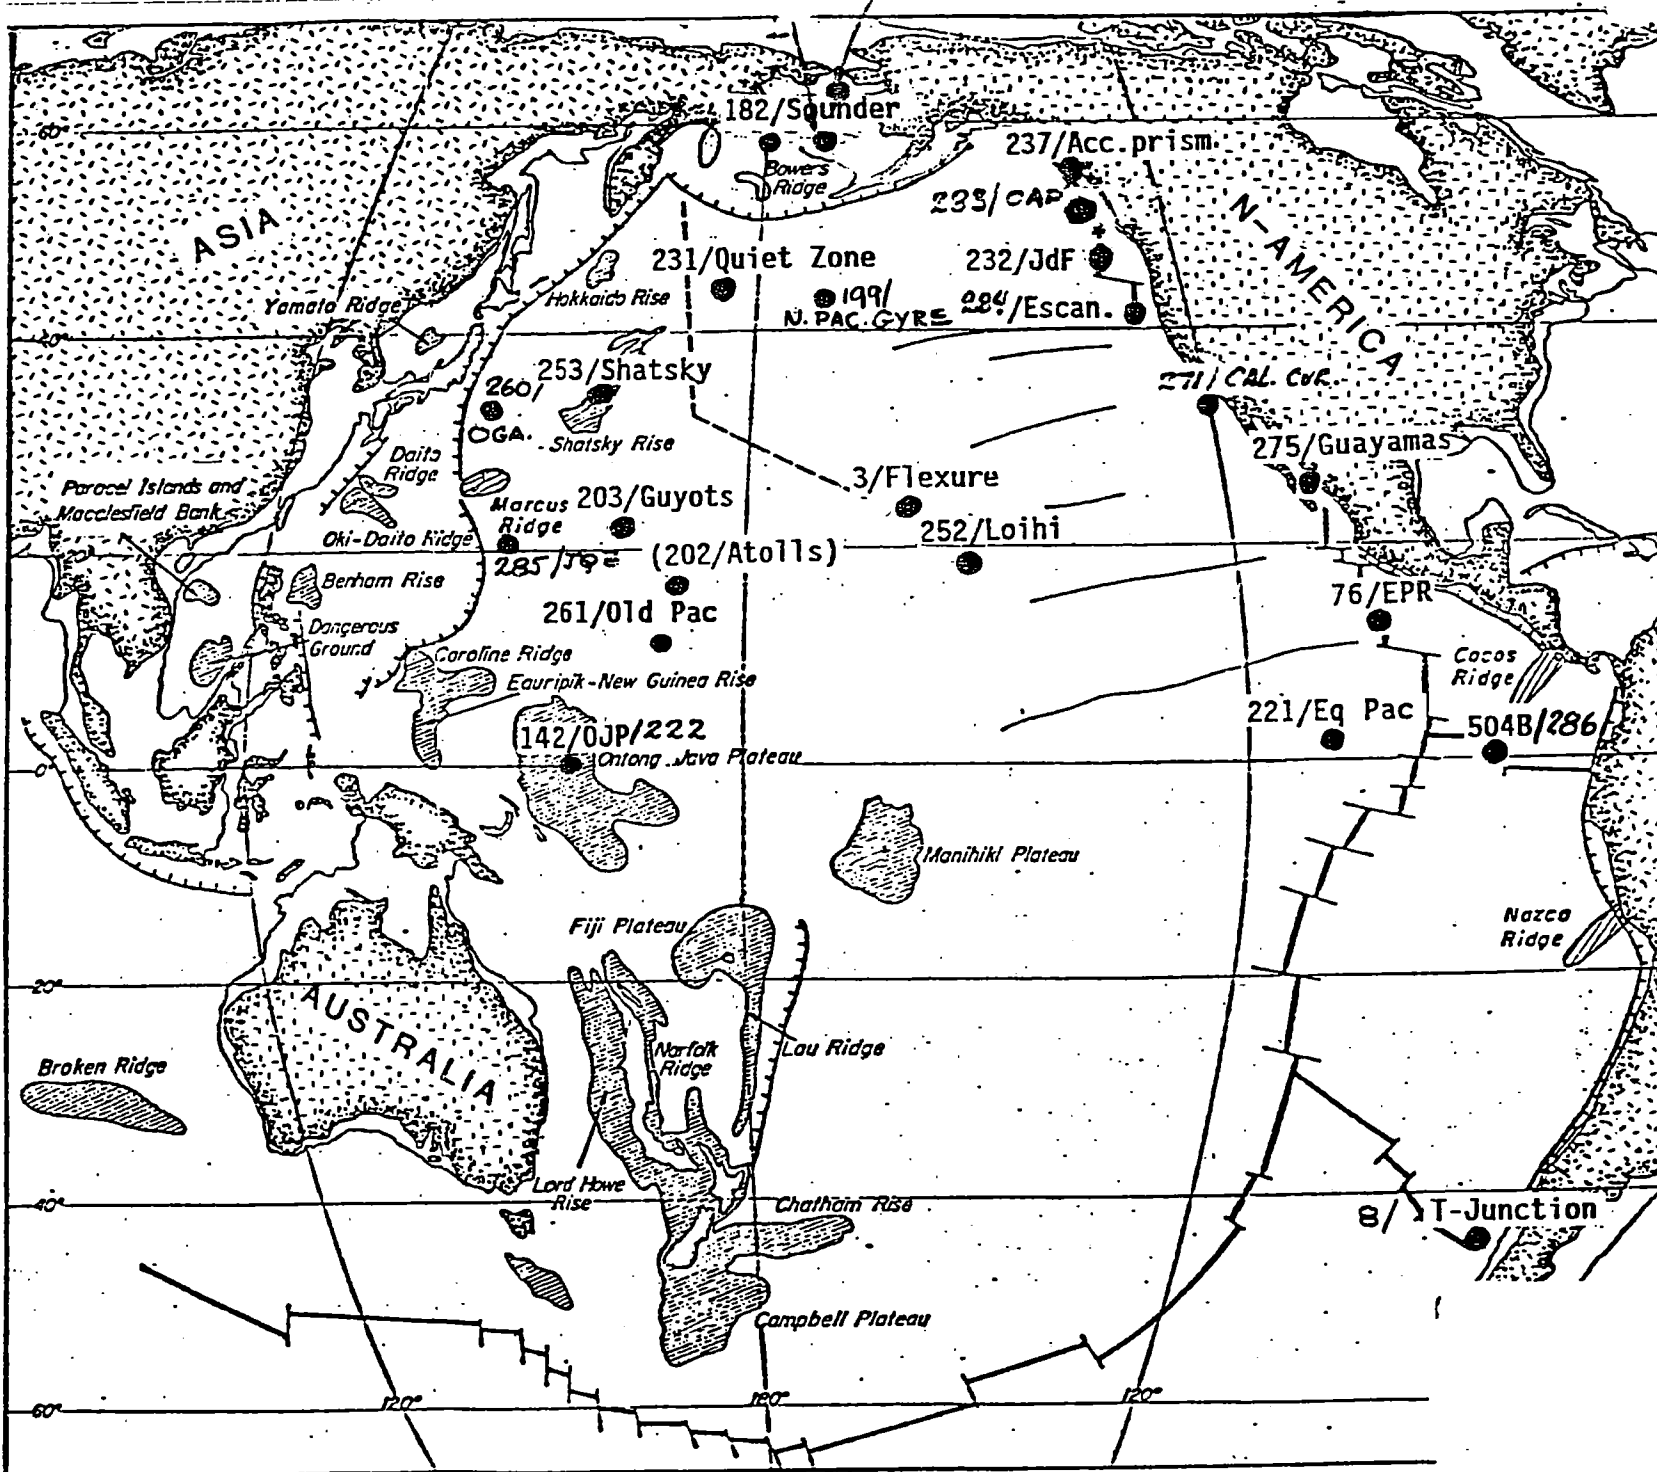 182/Sounder
60°
237/Acc.prism
Bowers
Ridge
233/CAP
ASIA
N-AMERICA
231/Quiet Zone
232/JdF
Hokkaido Rise
199/
N. PAC. GYRE
/Escan.
Yamato Ridge
253/Shatsky
260/
OGA.
271/ CAL. CUR.
Shatsky Rise
275/Guayamas
Daito
Ridge
3/Flexure
Paracel Islands and
Macclesfield Bank
Marcus
Ridge
203/Guyots
252/Loihi
Oki-Daito Ridge
285/
(202/Atolls)
Benham Rise
76/EPR
261/Old Pac
Dangerous
Ground
Caroline Ridge
Cocos
Ridge
Eauripik-New Guinea Rise
221/Eq Pac
142/OJP/222
504B/286
Ontong Java Plateau
0°
Manihiki Plateau
Nazca
Ridge
Fiji Plateau
20°
AUSTRALIA
Norfolk
Ridge
Lau Ridge
Broken Ridge
Lord Howe
Rise
Chatham Rise
40°
8/ T-Junction
Campbell Plateau
60°
120°
180°
120°